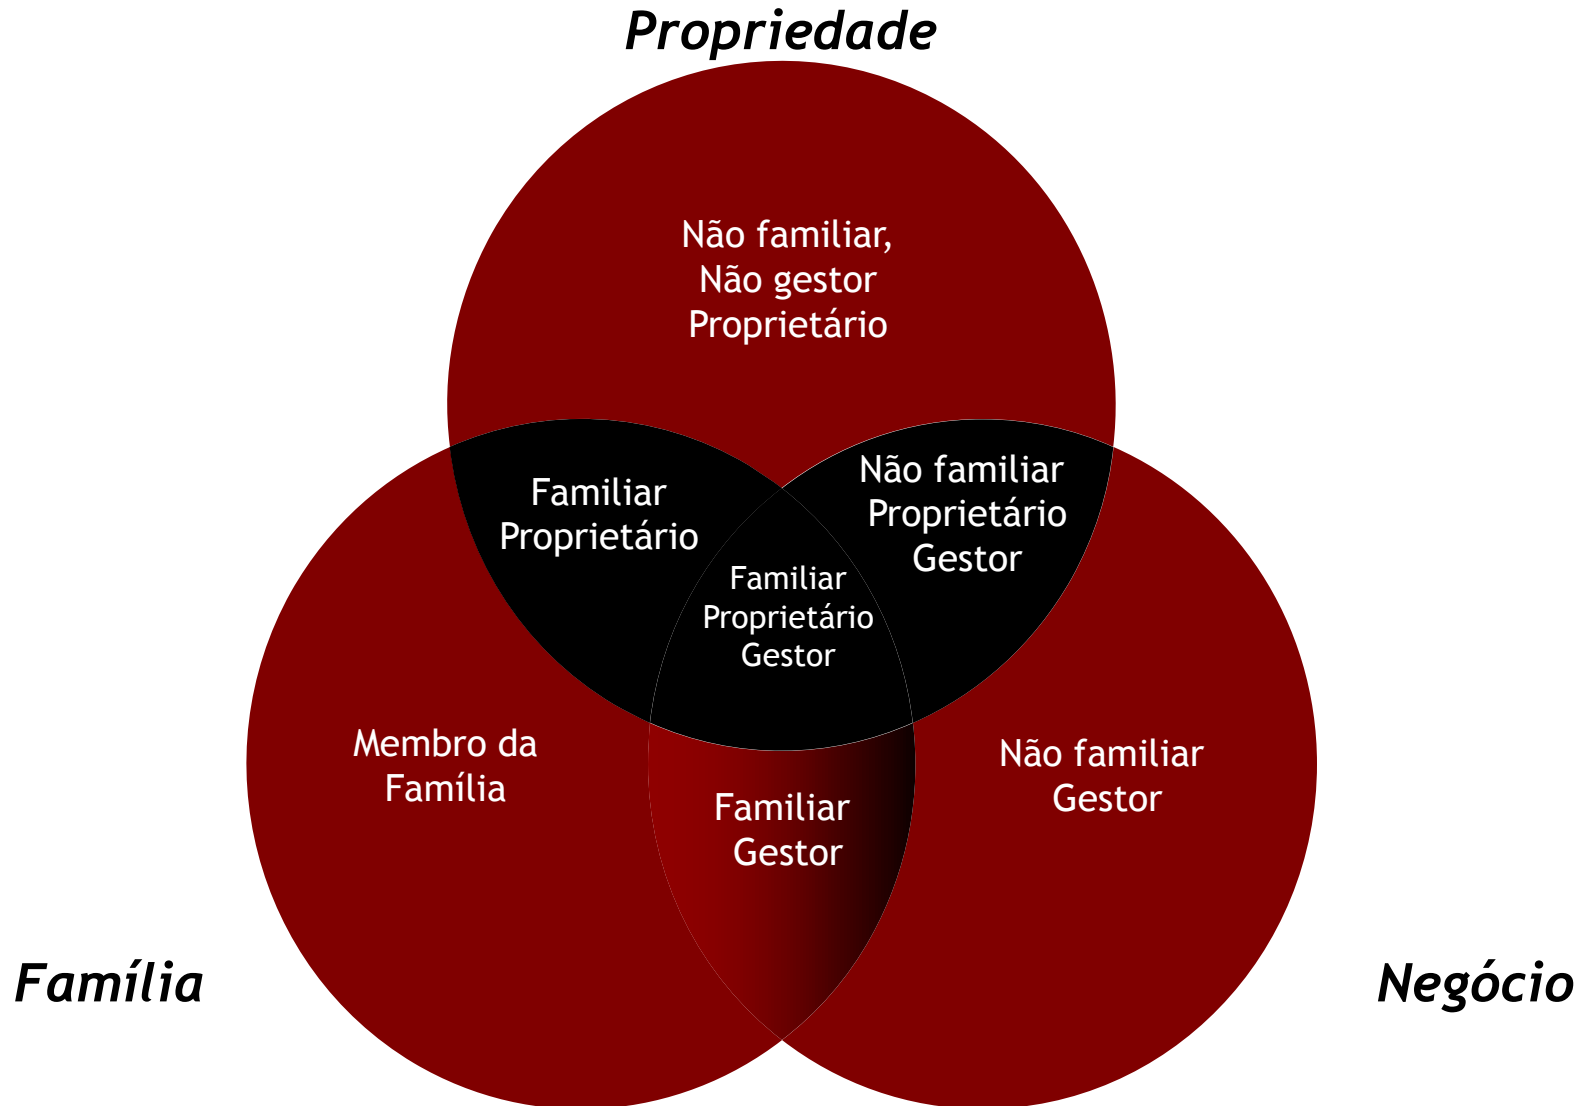 Propriedade
Não familiar,
Não gestor
Proprietário
Familiar
Proprietário
Não familiar
Proprietário
Gestor
Familiar
Proprietário
Gestor
Membro da
Família
Familiar
Gestor
Não familiar
Gestor
Família
Negócio